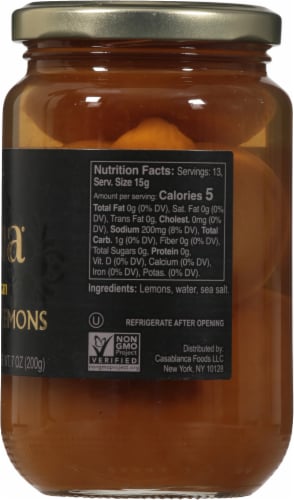 a
an
EMONS
WT. 7 OZ (200g)
Nutrition Facts: Servings: 13,
Serv. Size 15g
Amount per serving: Calories 5
Total Fat 0g (0% DV), Sat. Fat 0g (0%
DV), Trans Fat 0g, Cholest. 0mg (0%
DV), Sodium 200mg (8% DV), Total
Carb. 1g (0% DV), Fiber 0g (0% DV),
Total Sugars 0g, Protein 0g,
Vit. D (0% DV), Calcium (0% DV),
Iron (0% DV), Potas. (0% DV).
Ingredients: Lemons, water, sea salt.
U
REFRIGERATE AFTER OPENING
NON
GMO
Project
VERIFIED
nongmoproject.org
Distributed by
Casablanca Foods LLC
New York, NY 10128